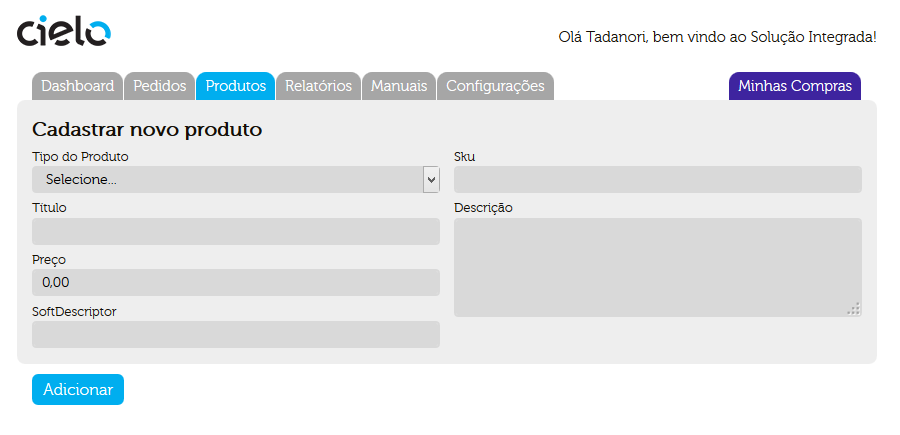 cielo
Olá Tadanori, bem vindo ao Solução Integrada!
Dashboard Pedidos Produtos Relatórios Manuais Configurações Minhas Compras
Cadastrar novo produto
Tipo do Produto
Selecione...
Sku
Título
Descrição
Preço
0,00
SoftDescriptor
Adicionar